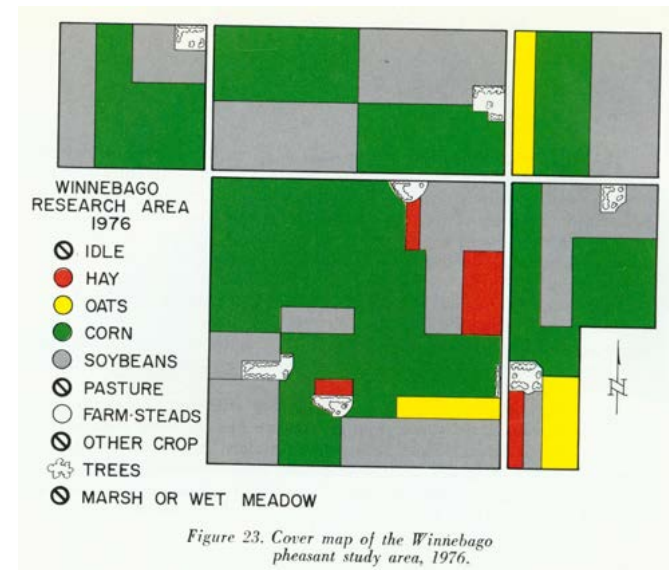 WINNEBAGO
RESEARCH AREA
1976
IDLE
HAY
OATS
CORN
SOYBEANS
PASTURE
FARM-STEADS
OTHER CROP
TREES
MARSH OR WET MEADOW
N
Figure 23. Cover map of the Winnebago
pheasant study area, 1976.